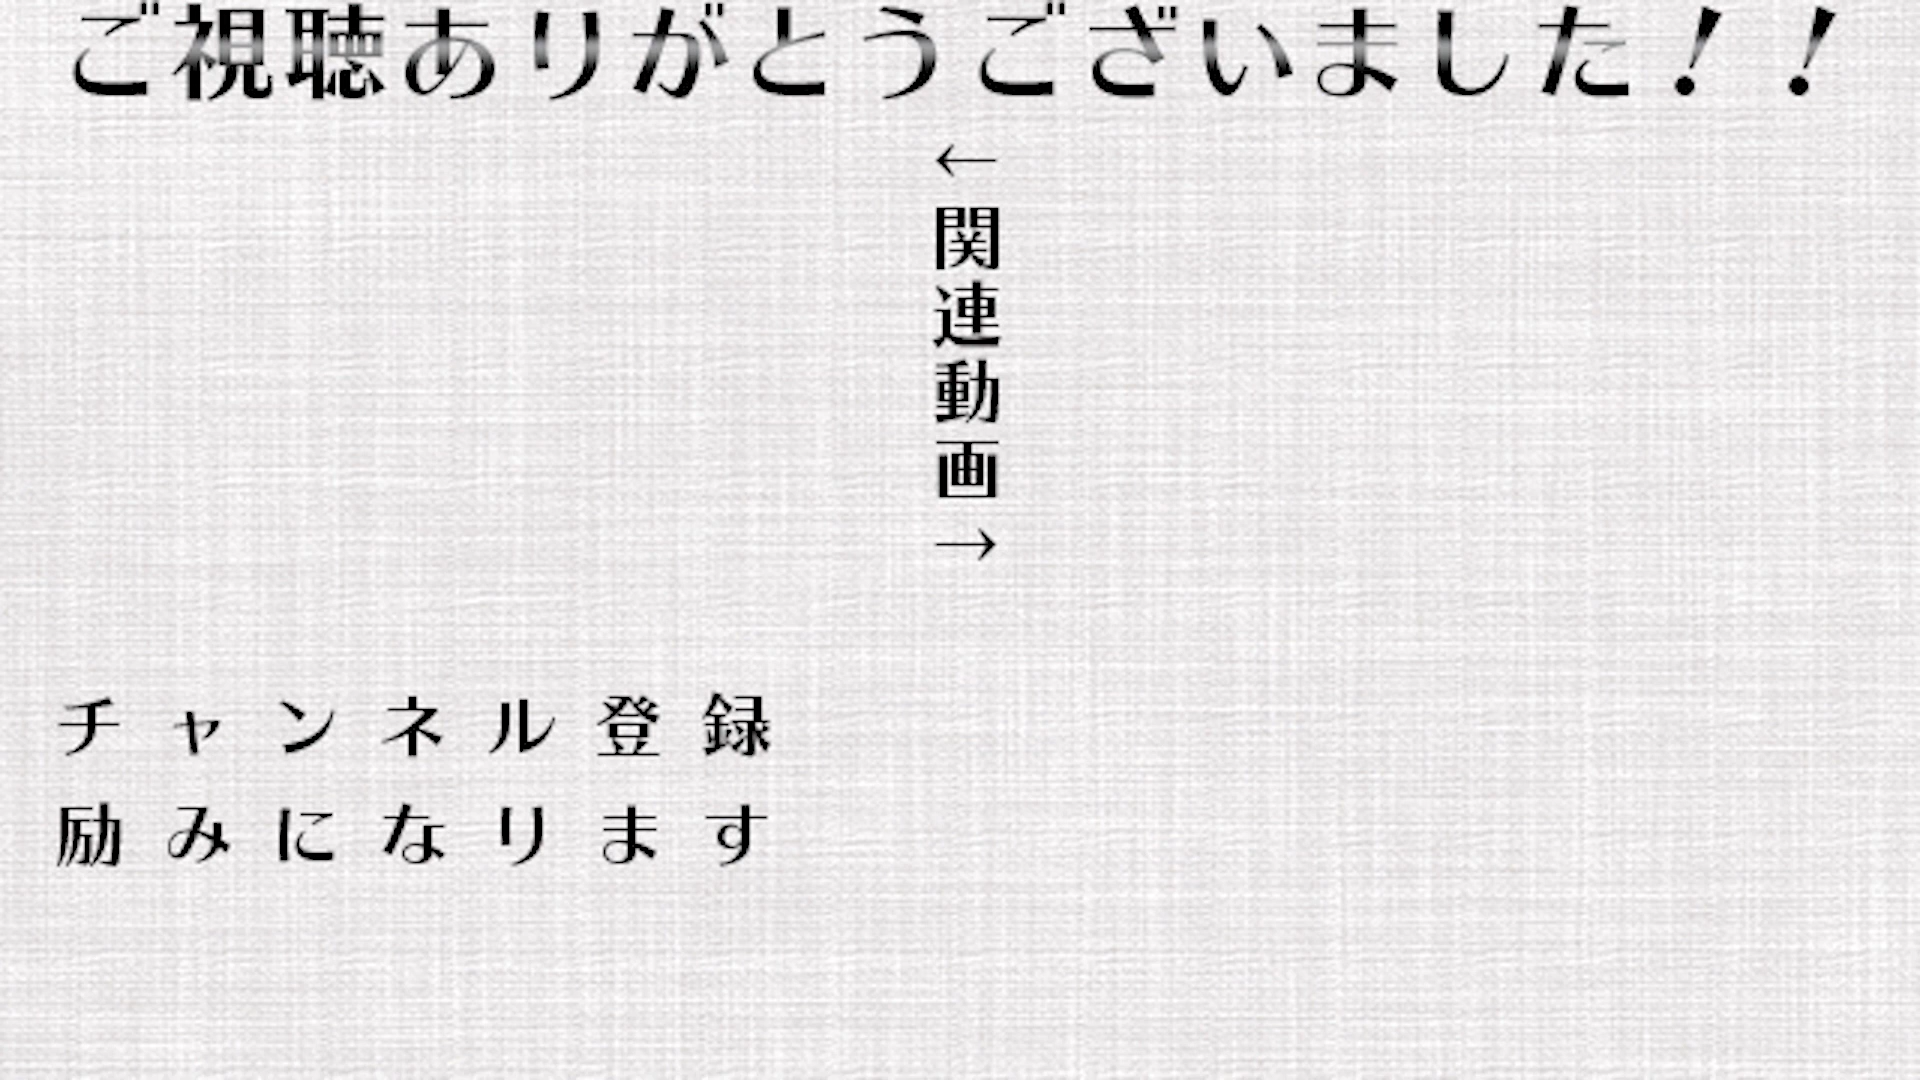 ご視聴ありがとうございました！！
←関連動画→
チャンネル登録
励みになります